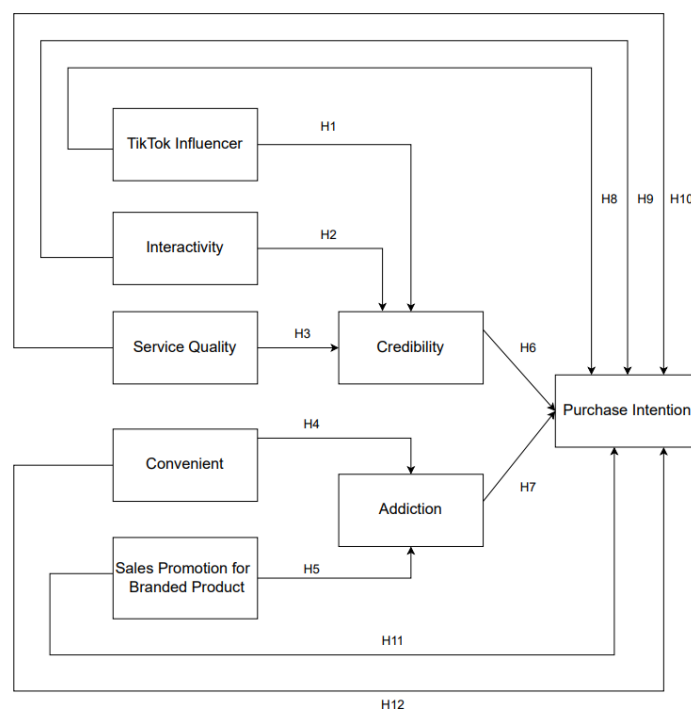 TikTok Influencer
H1
H8
H9
H10
Interactivity
H2
Service Quality
H3
Credibility
H6
Purchase Intention
Convenient
H4
Addiction
H7
Sales Promotion for
Branded Product
H5
H11
H12